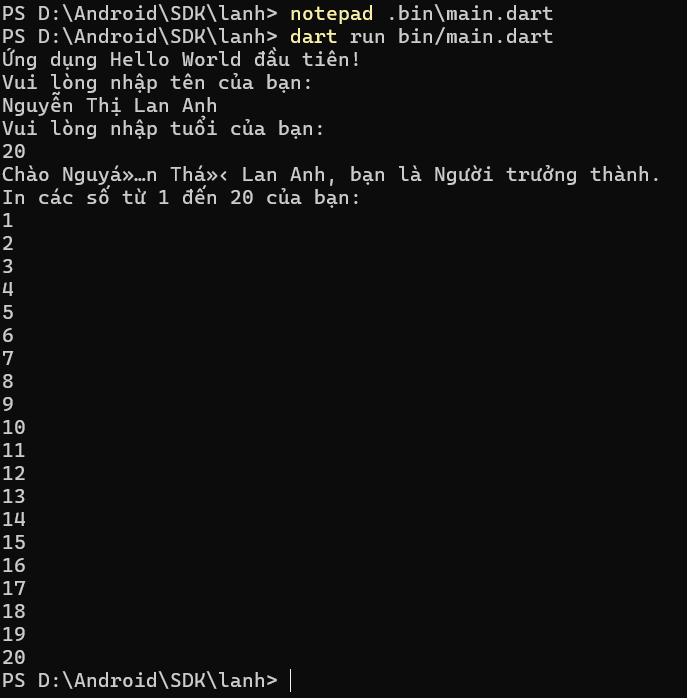 PS D:\Android\SDK\lanh> notepad .bin\main.dart
PS D:\Android\SDK\lanh> dart run bin/main.dart
Ứng dụng Hello World đầu tiên!
Vui lòng nhập tên của bạn:
Nguyễn Thị Lan Anh
Vui lòng nhập tuổi của bạn:
20
Chào Nguyá»…n Thá»‹ Lan Anh, bạn là Người trưởng thành.
In các số từ 1 đến 20 của bạn:
1
2
3
4
5
6
7
8
9
10
11
12
13
14
15
16
17
18
19
20
PS D:\Android\SDK\lanh>